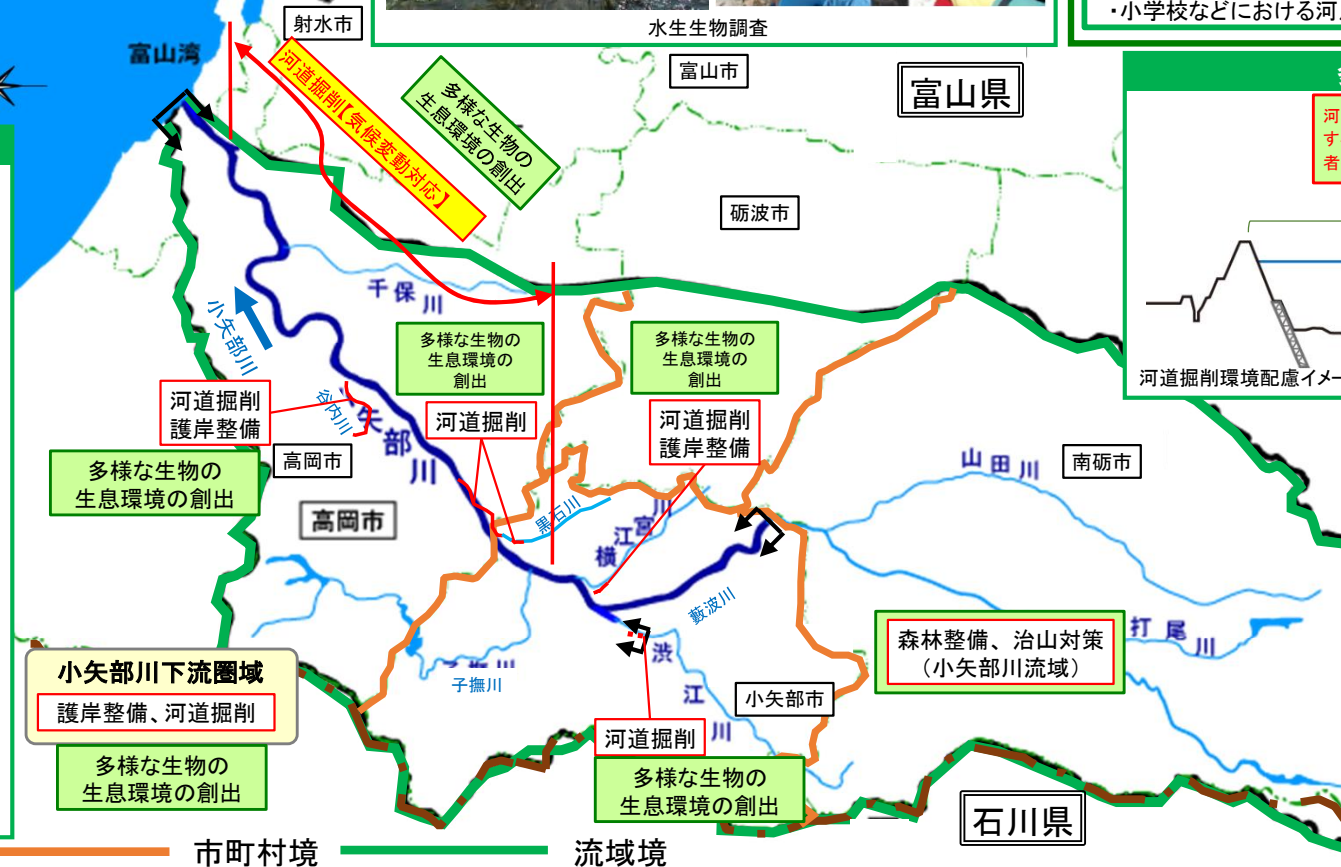 射水市
水生生物調査
・小学校などにおける河
富山湾
富山市
富山県
河道掘削【気候変動対応】
多様な生物の
生息環境の
創出
砺波市
河
す
者
河道掘削環境配慮イメー
千保川
小矢部川
多様な生物の
生息環境の
創出
多様な生物の
生息環境の
創出
河道掘削
護岸整備
谷内川
矢部川
河道掘削
河道掘削
護岸整備
高岡市
多様な生物の
生息環境の創出
高岡市
山田川
南砺市
黒石川
横江宮川
藪波川
打尾川
森林整備、治山対策
（小矢部川流域）
渋江川
小矢部市
子撫川
小矢部川下流圏域
護岸整備、河道掘削
多様な生物の
生息環境の創出
河道掘削
多様な生物の
生息環境の創出
石川県
市町村境
流域境